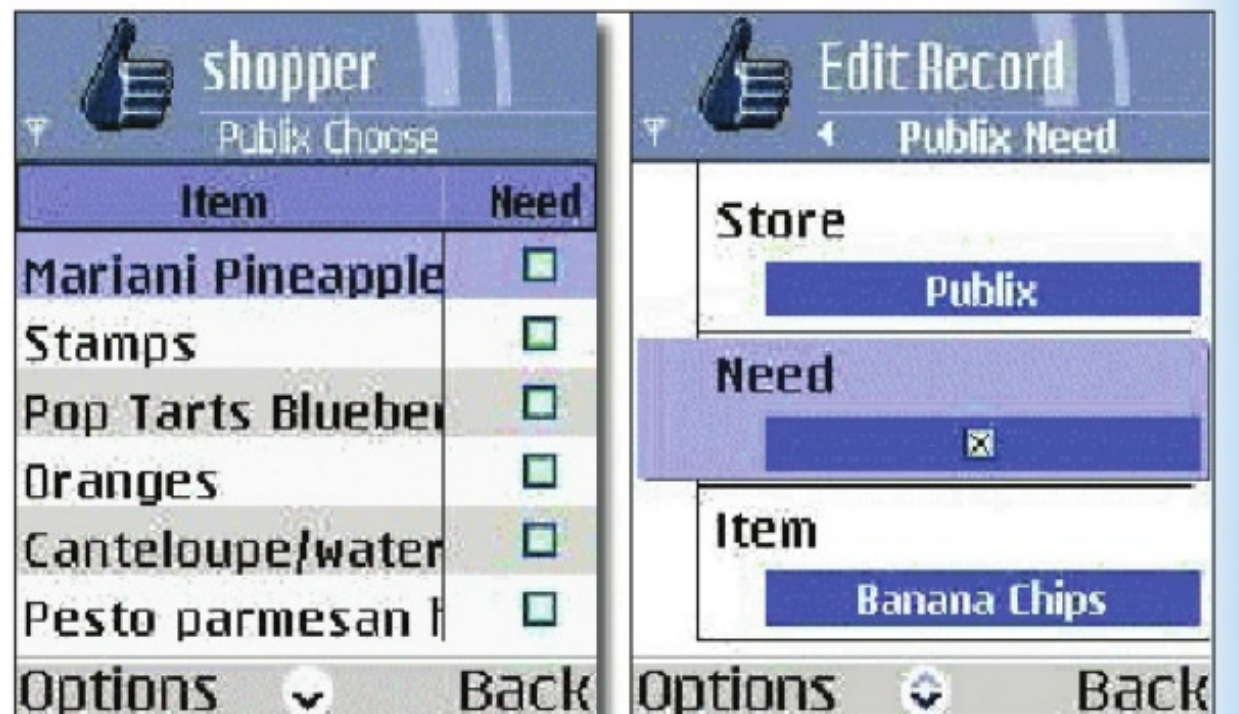 shopper
Publix Choose
Item Need
Mariani Pineapple
Stamps
Pop Tarts Blueber
Oranges
Canteloupe/water
Pesto parmesan
Options Back
Edit Record
Publix Need
Store
Publix
Need
Item
Banana Chips
Options Back